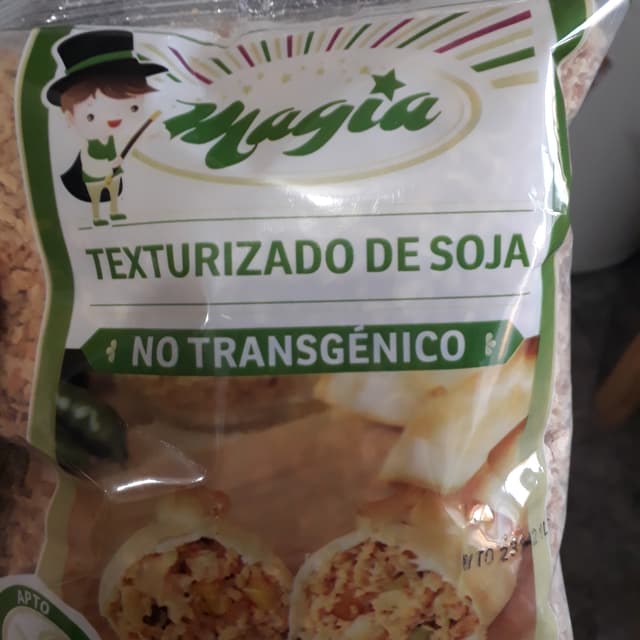 Magia
TEXTURIZADO DE SOJA
NO TRANSGÉNICO
APTO